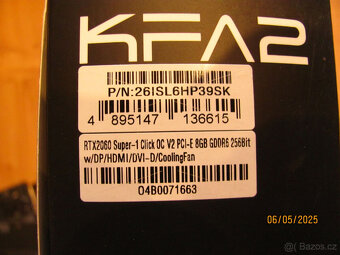 KFA2
P/N:26ISL6HP39SK
4 895147 136615
RTX2060 Super-1 Click OC V2 PCI-E 8GB GDDR6 256Bit
w/DP/HDMI/DVI-D/CoolingFan
04B0071663
06/05/2025
Bazoš.cz